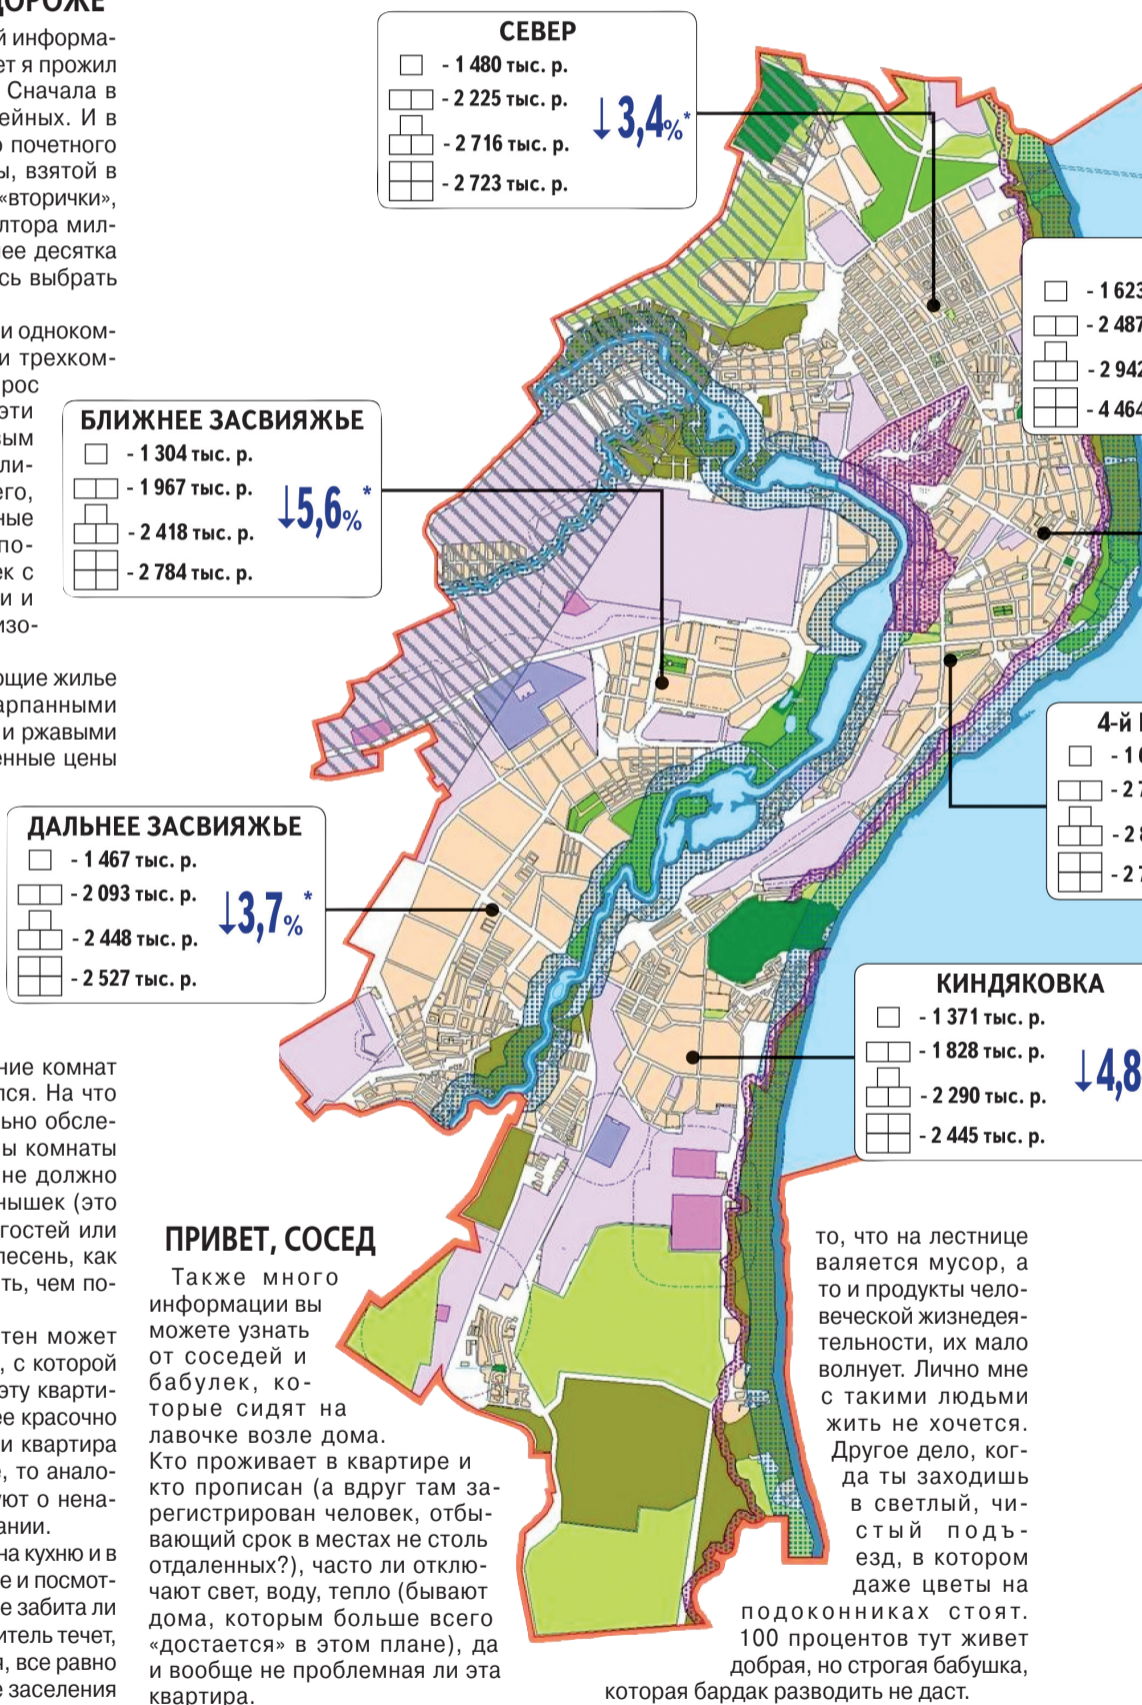 ДОРОЖЕ
й информа-
ет я прожил
Сначала в
ейных. И в
почетного
ы, взятой в
«вторички»,
лтора мил-
ее десятка
сь выбрать
и одноком-
и трехком-
рос
эти
вым
ли-
его,
ные
по-
ек с
и и
изо-
ощие жилье
арпанными
и ржавыми
енные цены
СЕВЕР
- 1 480 тыс. р.
- 2 225 тыс. р.
- 2 716 тыс. р.
- 2 723 тыс. р.
↓3,4%*
- 1 623
- 2 487
- 2 942
- 4 464
БЛИЖНЕЕ ЗАСВИЯЖЬЕ
- 1 304 тыс. р.
- 1 967 тыс. р.
- 2 418 тыс. р.
- 2 784 тыс. р.
↓5,6%*
4-й
- 1 6
- 2 7
- 2 8
- 2 7
ДАЛЬНЕЕ ЗАСВИЯЖЬЕ
- 1 467 тыс. р.
- 2 093 тыс. р.
- 2 448 тыс. р.
- 2 527 тыс. р.
↓3,7%*
КИНДЯКОВКА
- 1 371 тыс. р.
- 1 828 тыс. р.
- 2 290 тыс. р.
- 2 445 тыс. р.
↓4,8
ние комнат
лся. На что
ьно обсле-
ы комнаты
не должно
нышек (это
гостей или
лесень, как
ть, чем по-
тен может
, с которой
эту кварти-
ее красочно
и квартира
, то анало-
уют о нена-
ании.
на кухню и в
е и посмот-
е забита ли
итель течет,
я, все равно
е заселения
ПРИВЕТ, СОСЕД
Также много
информации вы
можете узнать
от соседей и
бабулек, ко-
торые сидят на
лавочке возле дома.
Кто проживает в квартире и
кто прописан (а вдруг там за-
регистрирован человек, отбы-
вающий срок в местах не столь
отдаленных?), часто ли отклю-
чают свет, воду, тепло (бывают
дома, которым больше всего
«достается» в этом плане), да
и вообще не проблемная ли эта
квартира.
то, что на лестнице
валяется мусор, а
то и продукты чело-
веческой жизнедея-
тельности, их мало
волнует. Лично мне
с такими людьми
жить не хочется.
Другое дело, ког-
да ты заходишь
в светлый, чи-
стый подъ-
езд, в котором
даже цветы на
подоконниках стоят.
100 процентов тут живет
добрая, но строгая бабушка,
которая бардак разводить не даст.